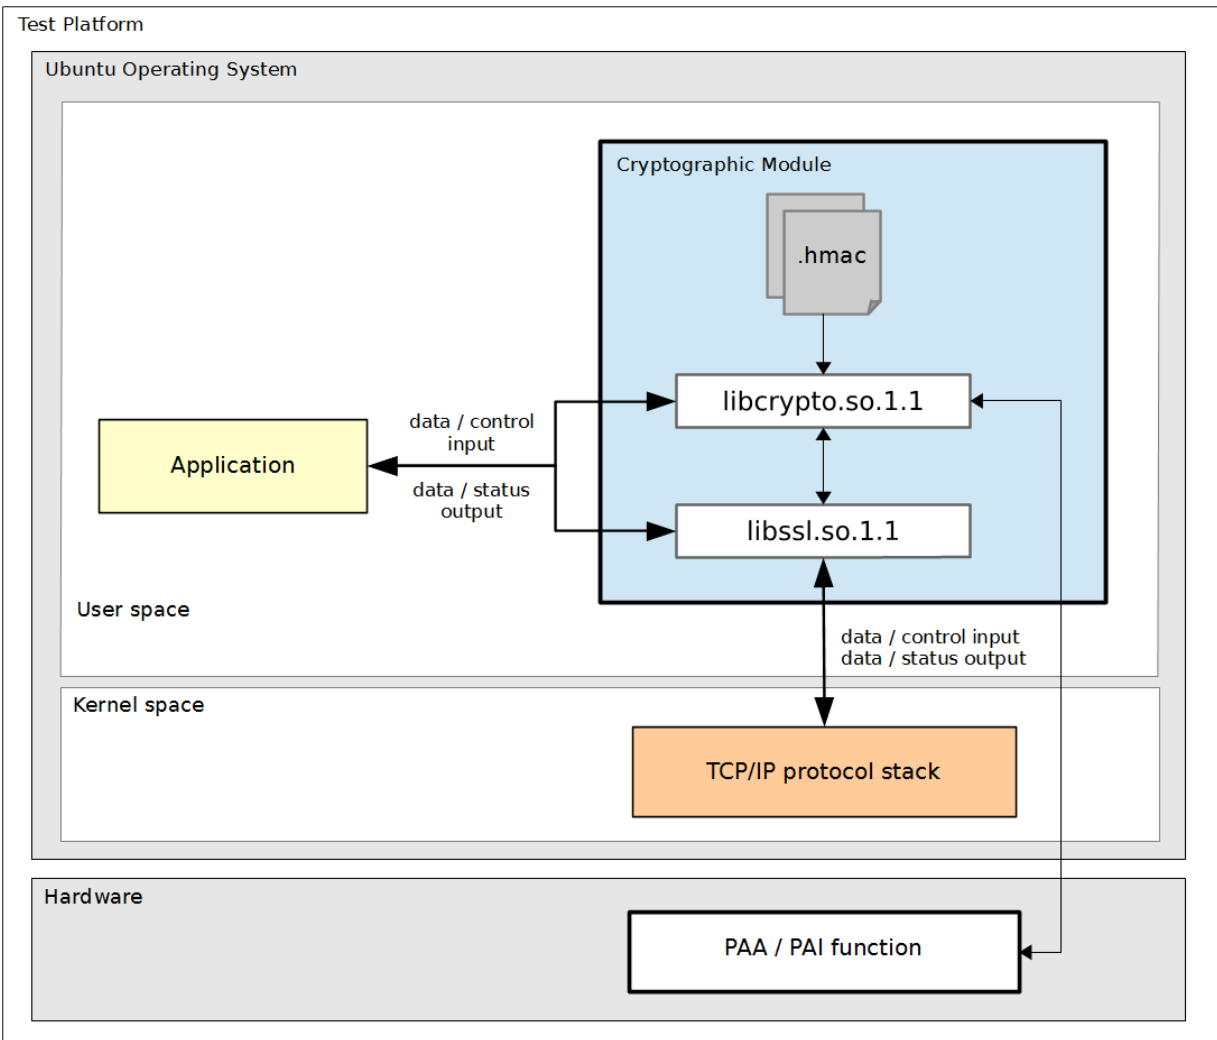 Test Platform
Ubuntu Operating System
Cryptographic Module
.hmac
libcrypto.so.1.1
data / control
input
Application
data / status
output
libssl.so.1.1
User space
data / control input
data / status output
Kernel space
TCP/IP protocol stack
Hardware
PAA / PAI function